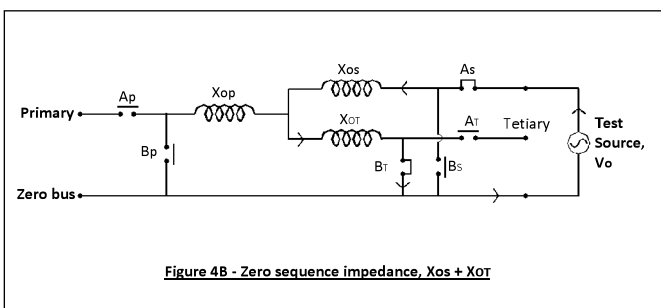 Xos
As
Ap
Xop
Primary
XOT
AT
Tetiary
Test
Source,
Vo
Bp
BT
BS
Zero bus
Figure 4B - Zero sequence impedance, Xos + XOT